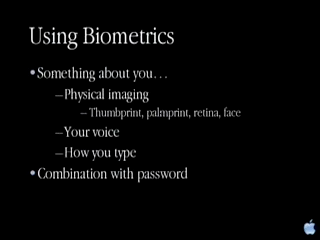 Using Biometrics
•Something about you…
–Physical imaging
–Thumbprint, palmprint, retina, face
–Your voice
–How you type
•Combination with password